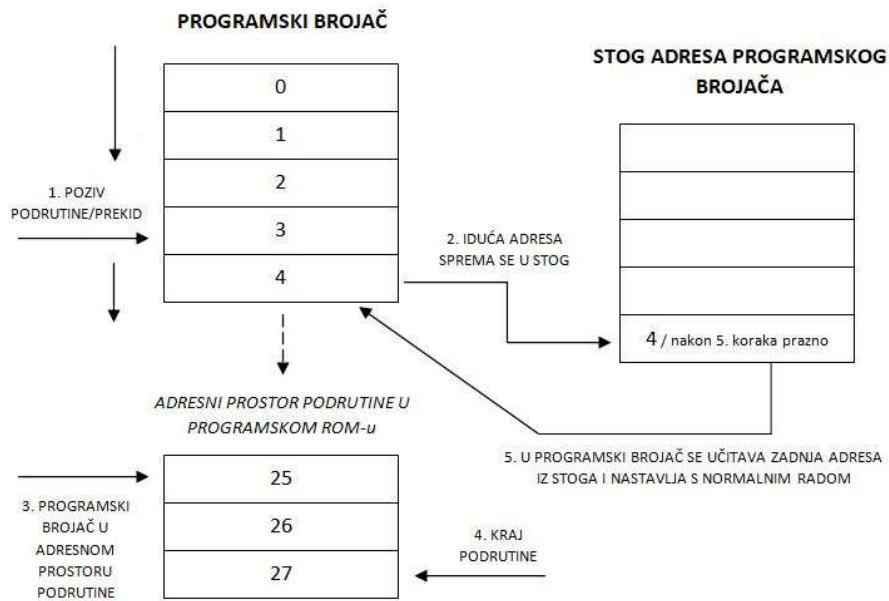 PROGRAMSKI BROJAČ
0
1
2
3
4
1. POZIV
PODRUTINE/PREKID
STOG ADRESA PROGRAMSKOG
BROJAČA
2. IDUĆA ADRESA
SPREMA SE U STOG
4 / nakon 5. koraka prazno
ADRESNI PROSTOR PODRUTINE U
PROGRAMSKOM ROM-u
25
26
27
3. PROGRAMSKI
BROJAČ U
ADRESNOM
PROSTORU
PODRUTINE
4. KRAJ
PODRUTINE
5. U PROGRAMSKI BROJAČ SE UČITAVA ZADNJA ADRESA
IZ STOGA I NASTAVLJA S NORMALNIM RADOM